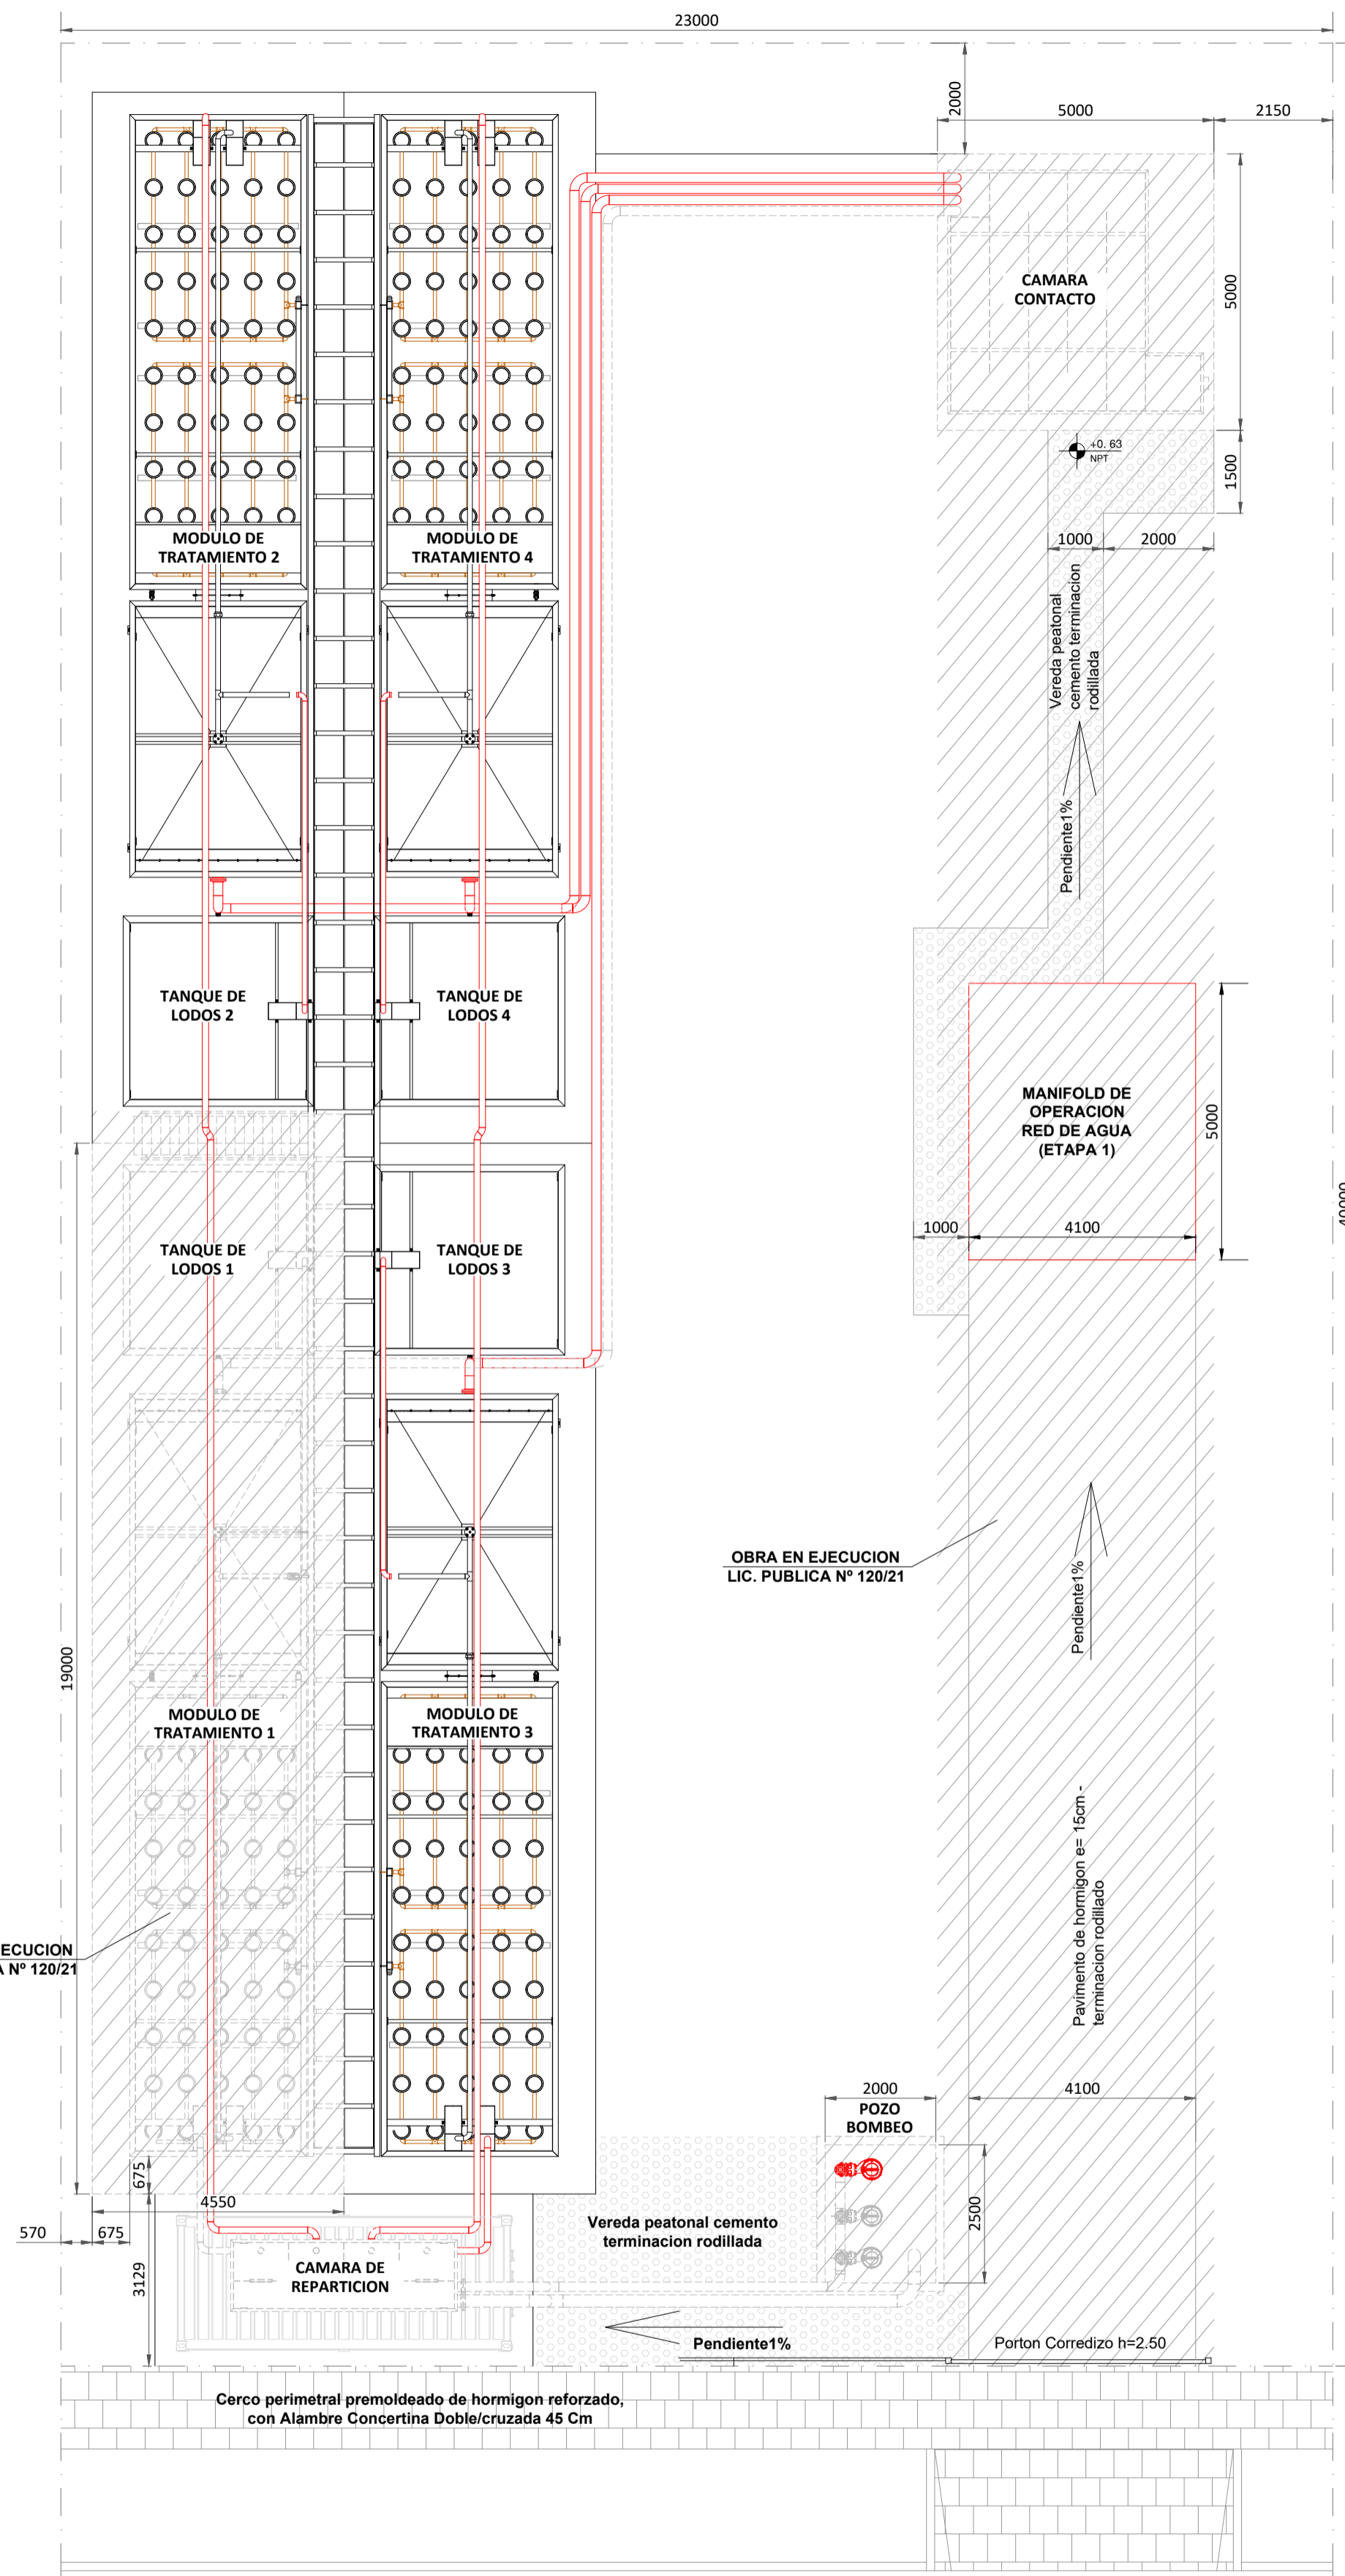 23000
2000
5000
2150
CAMARA
CONTACTO
5000
+0. 63
NPT
1500
1000
2000
MODULO DE
TRATAMIENTO 2
MODULO DE
TRATAMIENTO 4
Vereda peatonal
cemento terminacion
rodillada
Pendiente1%
TANQUE DE
LODOS 2
TANQUE DE
LODOS 4
MANIFOLD DE
OPERACION
RED DE AGUA
(ETAPA 1)
5000
40000
1000
4100
TANQUE DE
LODOS 1
TANQUE DE
LODOS 3
OBRA EN EJECUCION
LIC. PUBLICA Nº 120/21
Pendiente1%
19000
MODULO DE
TRATAMIENTO 1
MODULO DE
TRATAMIENTO 3
Pavimento de hormigon e= 15cm -
terminacion rodillado
ECUCION
A Nº 120/21
2000
POZO
BOMBEO
4100
675
4550
570
675
3129
2500
Vereda peatonal cemento
terminacion rodillada
CAMARA DE
REPARTICION
Pendiente1%
Porton Corredizo h=2.50
Cerco perimetral premoldeado de hormigon reforzado,
con Alambre Concertina Doble/cruzada 45 Cm